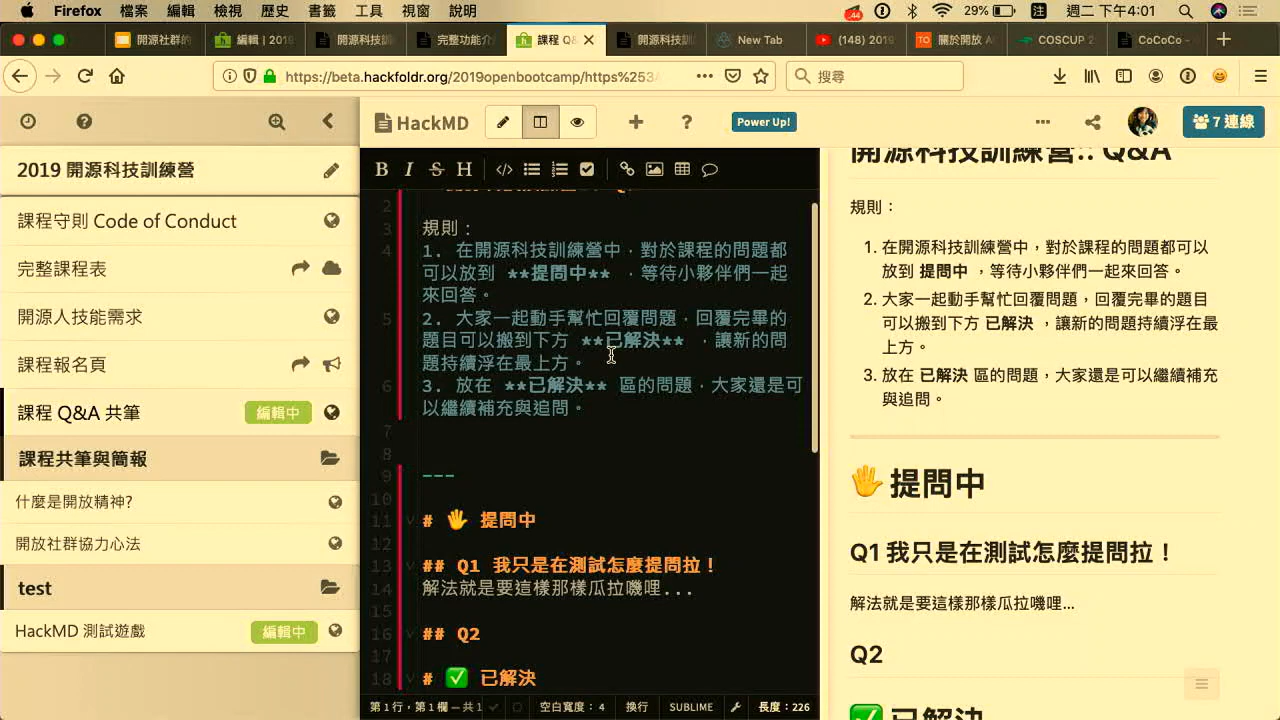 Firefox 檔案 編輯 檢視 歷史 書籤 工具 視窗 說明
44 29% 注 週二 下午4:01
開源社群的
編輯 | 2019
開源科技訓
完整功能介
課程 Q&
開源科技訓
New Tab
(148) 2019
關於開放
COSCUP 2
CoCoCo -
https://beta.hackfoldr.org/2019openbootcamp/https%253A
搜尋
2019 開源科技訓練營
課程守則 Code of Conduct
完整課程表
開源人技能需求
課程報名頁
課程 Q&A 共筆 編輯中
課程共筆與簡報
什麼是開放精神?
開放社群協力心法
test
HackMD 測試遊戲 編輯中
HackMD
Power Up!
7 連線
B I S H
2
3 規則：
4 1. 在開源科技訓練營中，對於課程的問題都
可以放到 **提問中** ，等待小夥伴們一起
來回答。
5 2. 大家一起動手幫忙回覆問題，回覆完畢的
題目可以搬到下方 **已解決** ，讓新的問
題持續浮在最上方。
6 3. 放在 **已解決** 區的問題，大家還是可
以繼續補充與追問。
7
8
9 ---
10
11 # 🖐 提問中
12
13 ## Q1 我只是在測試怎麼提問拉！
14 解法就是要這樣那樣瓜拉嘰哩...
15
16 ## Q2
17
18 # ✅ 已解決
第 1 行，第 1 欄 — 共 1
空白寬度： 4
換行
SUBLIME
長度：226
開源科技訓練營.. Q&A
規則：
1. 在開源科技訓練營中，對於課程的問題都可以
放到 提問中 ，等待小夥伴們一起來回答。
2. 大家一起動手幫忙回覆問題，回覆完畢的題目
可以搬到下方 已解決 ，讓新的問題持續浮在最
上方。
3. 放在 已解決 區的問題，大家還是可以繼續補充
與追問。
🖐提問中
Q1 我只是在測試怎麼提問拉！
解法就是要這樣那樣瓜拉嘰哩...
Q2
✅已解決